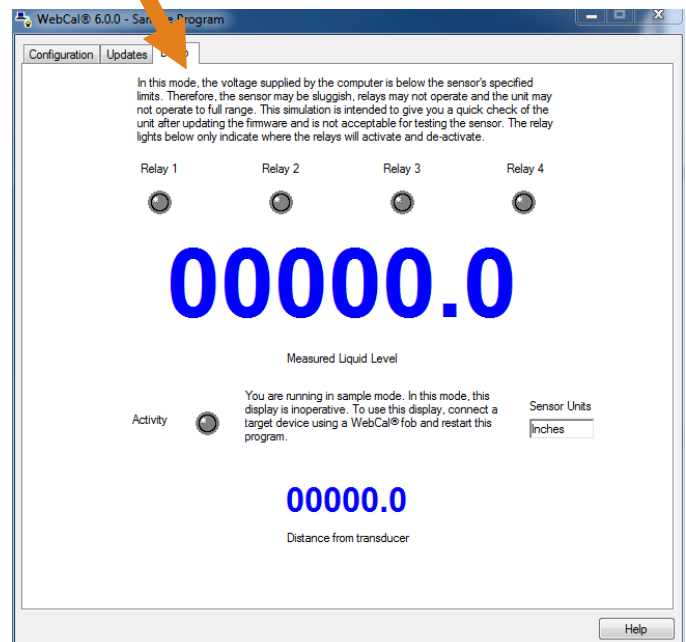 WebCal® 6.0.0 - Sample Program
Configuration Updates
In this mode, the voltage supplied by the computer is below the sensor's specified
limits. Therefore, the sensor may be sluggish, relays may not operate and the unit may
not operate to full range. This simulation is intended to give you a quick check of the
unit after updating the firmware and is not acceptable for testing the sensor. The relay
lights below only indicate where the relays will activate and de-activate.
Relay 1 Relay 2 Relay 3 Relay 4
00000.0
Measured Liquid Level
You are running in sample mode. In this mode, this
display is inoperative. To use this display, connect a
target device using a WebCal® fob and restart this
program.
Activity
Sensor Units
Inches
00000.0
Distance from transducer
Help